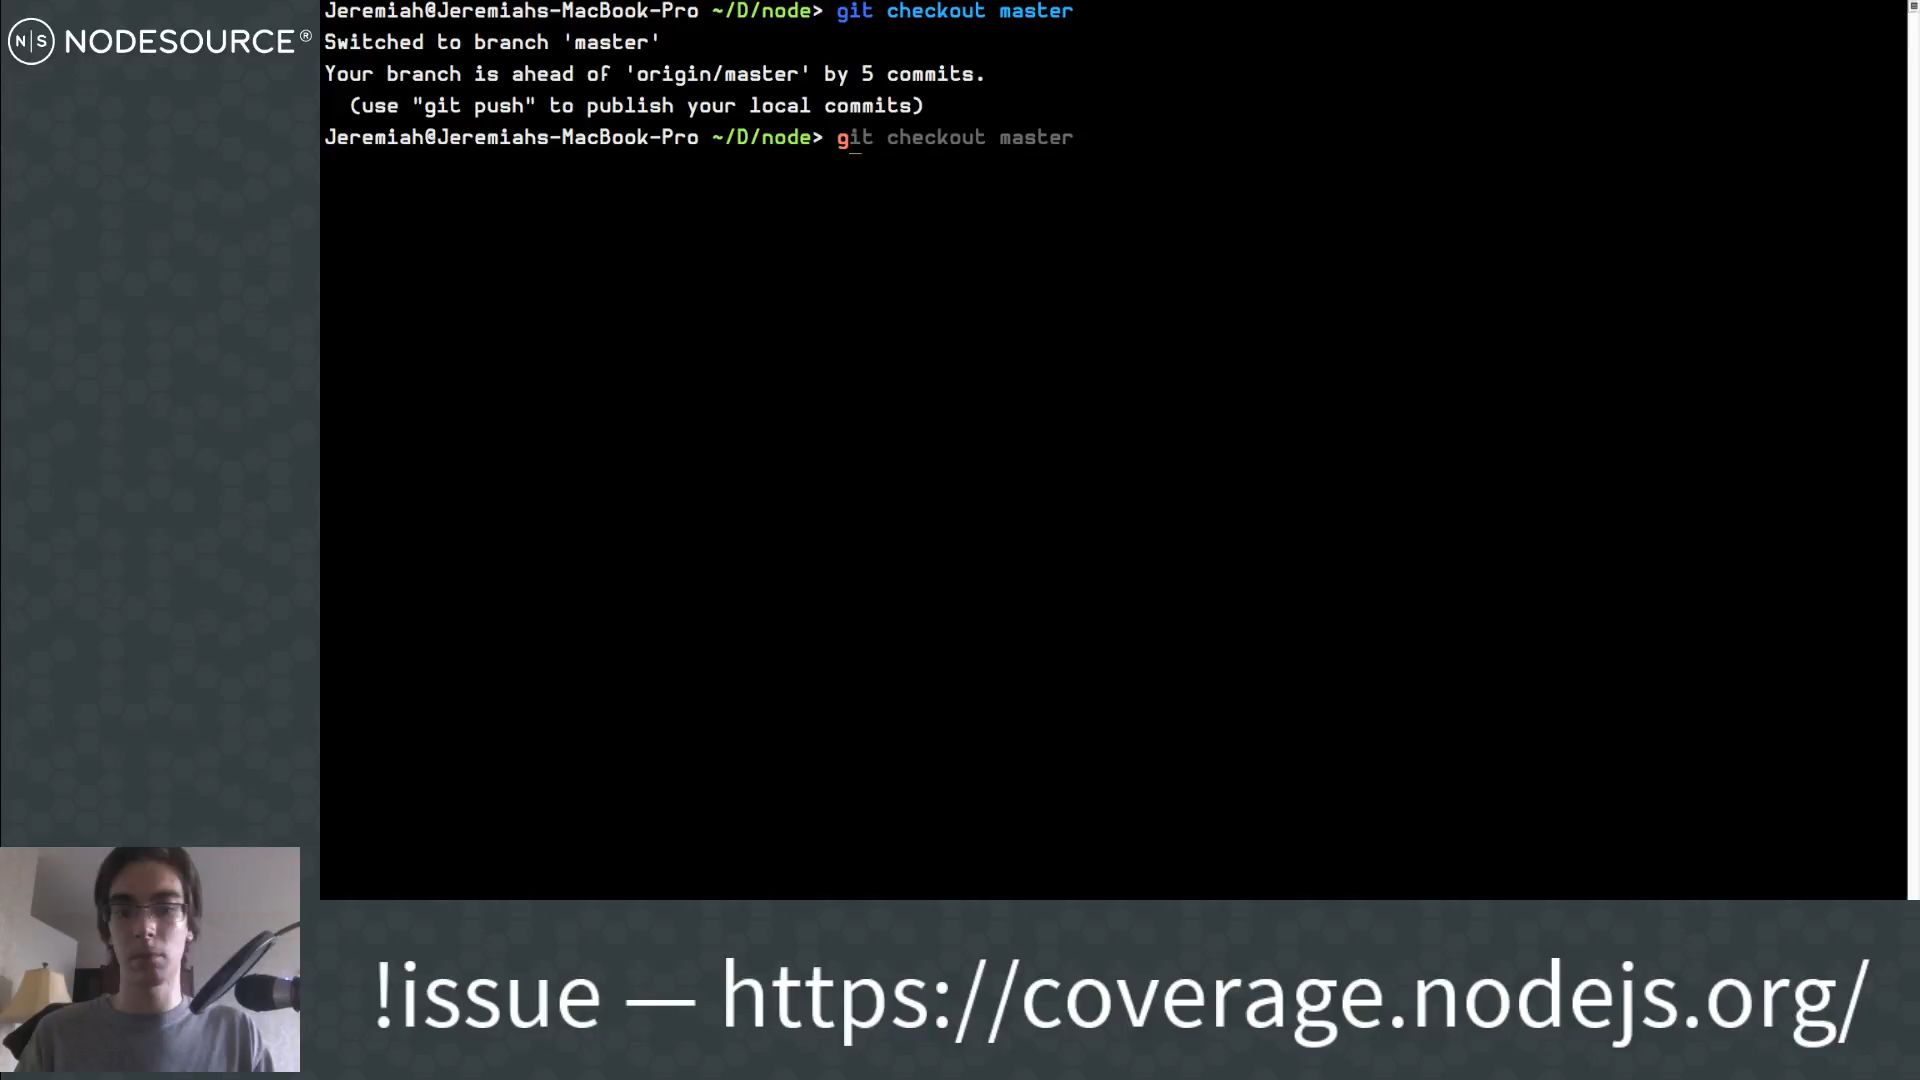 N|S NODESOURCE®
Jeremiah@Jeremiahs-MacBook-Pro ~/D/node> git checkout master
Switched to branch 'master'
Your branch is ahead of 'origin/master' by 5 commits.
  (use "git push" to publish your local commits)
Jeremiah@Jeremiahs-MacBook-Pro ~/D/node> git checkout master
!issue — https://coverage.nodejs.org/